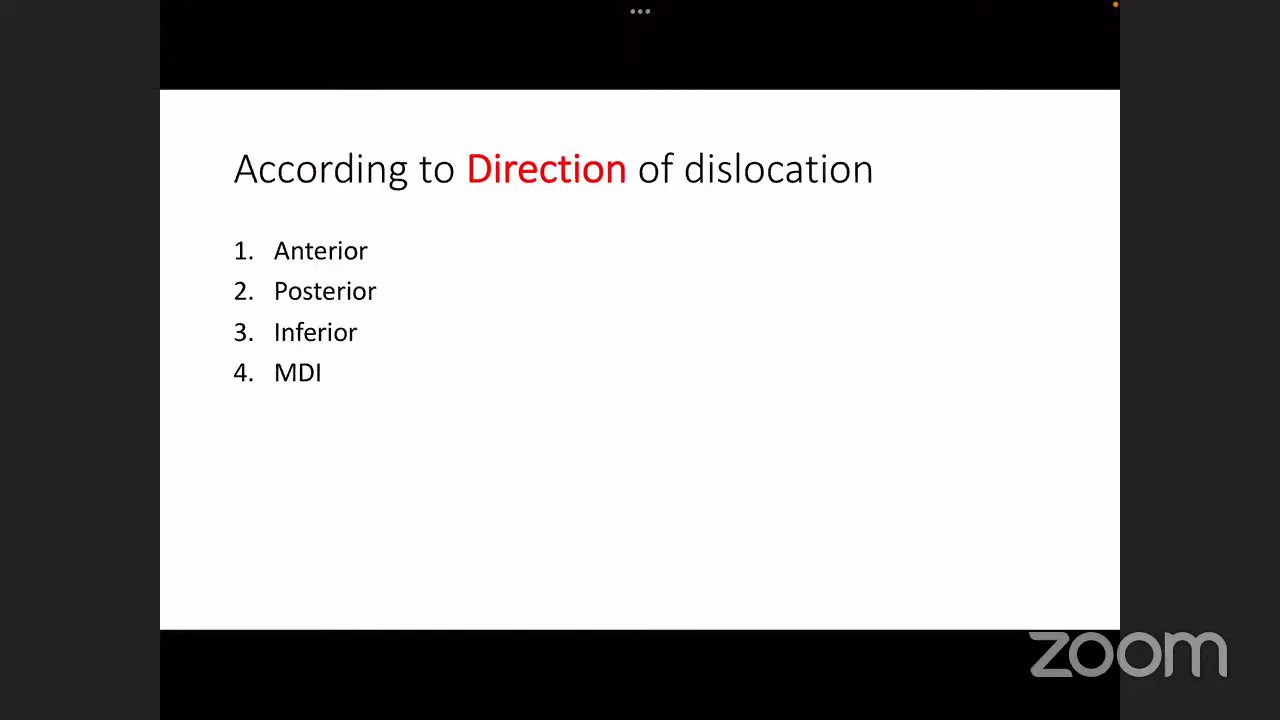 According to Direction of dislocation
1. Anterior
2. Posterior
3. Inferior
4. MDI
zoom